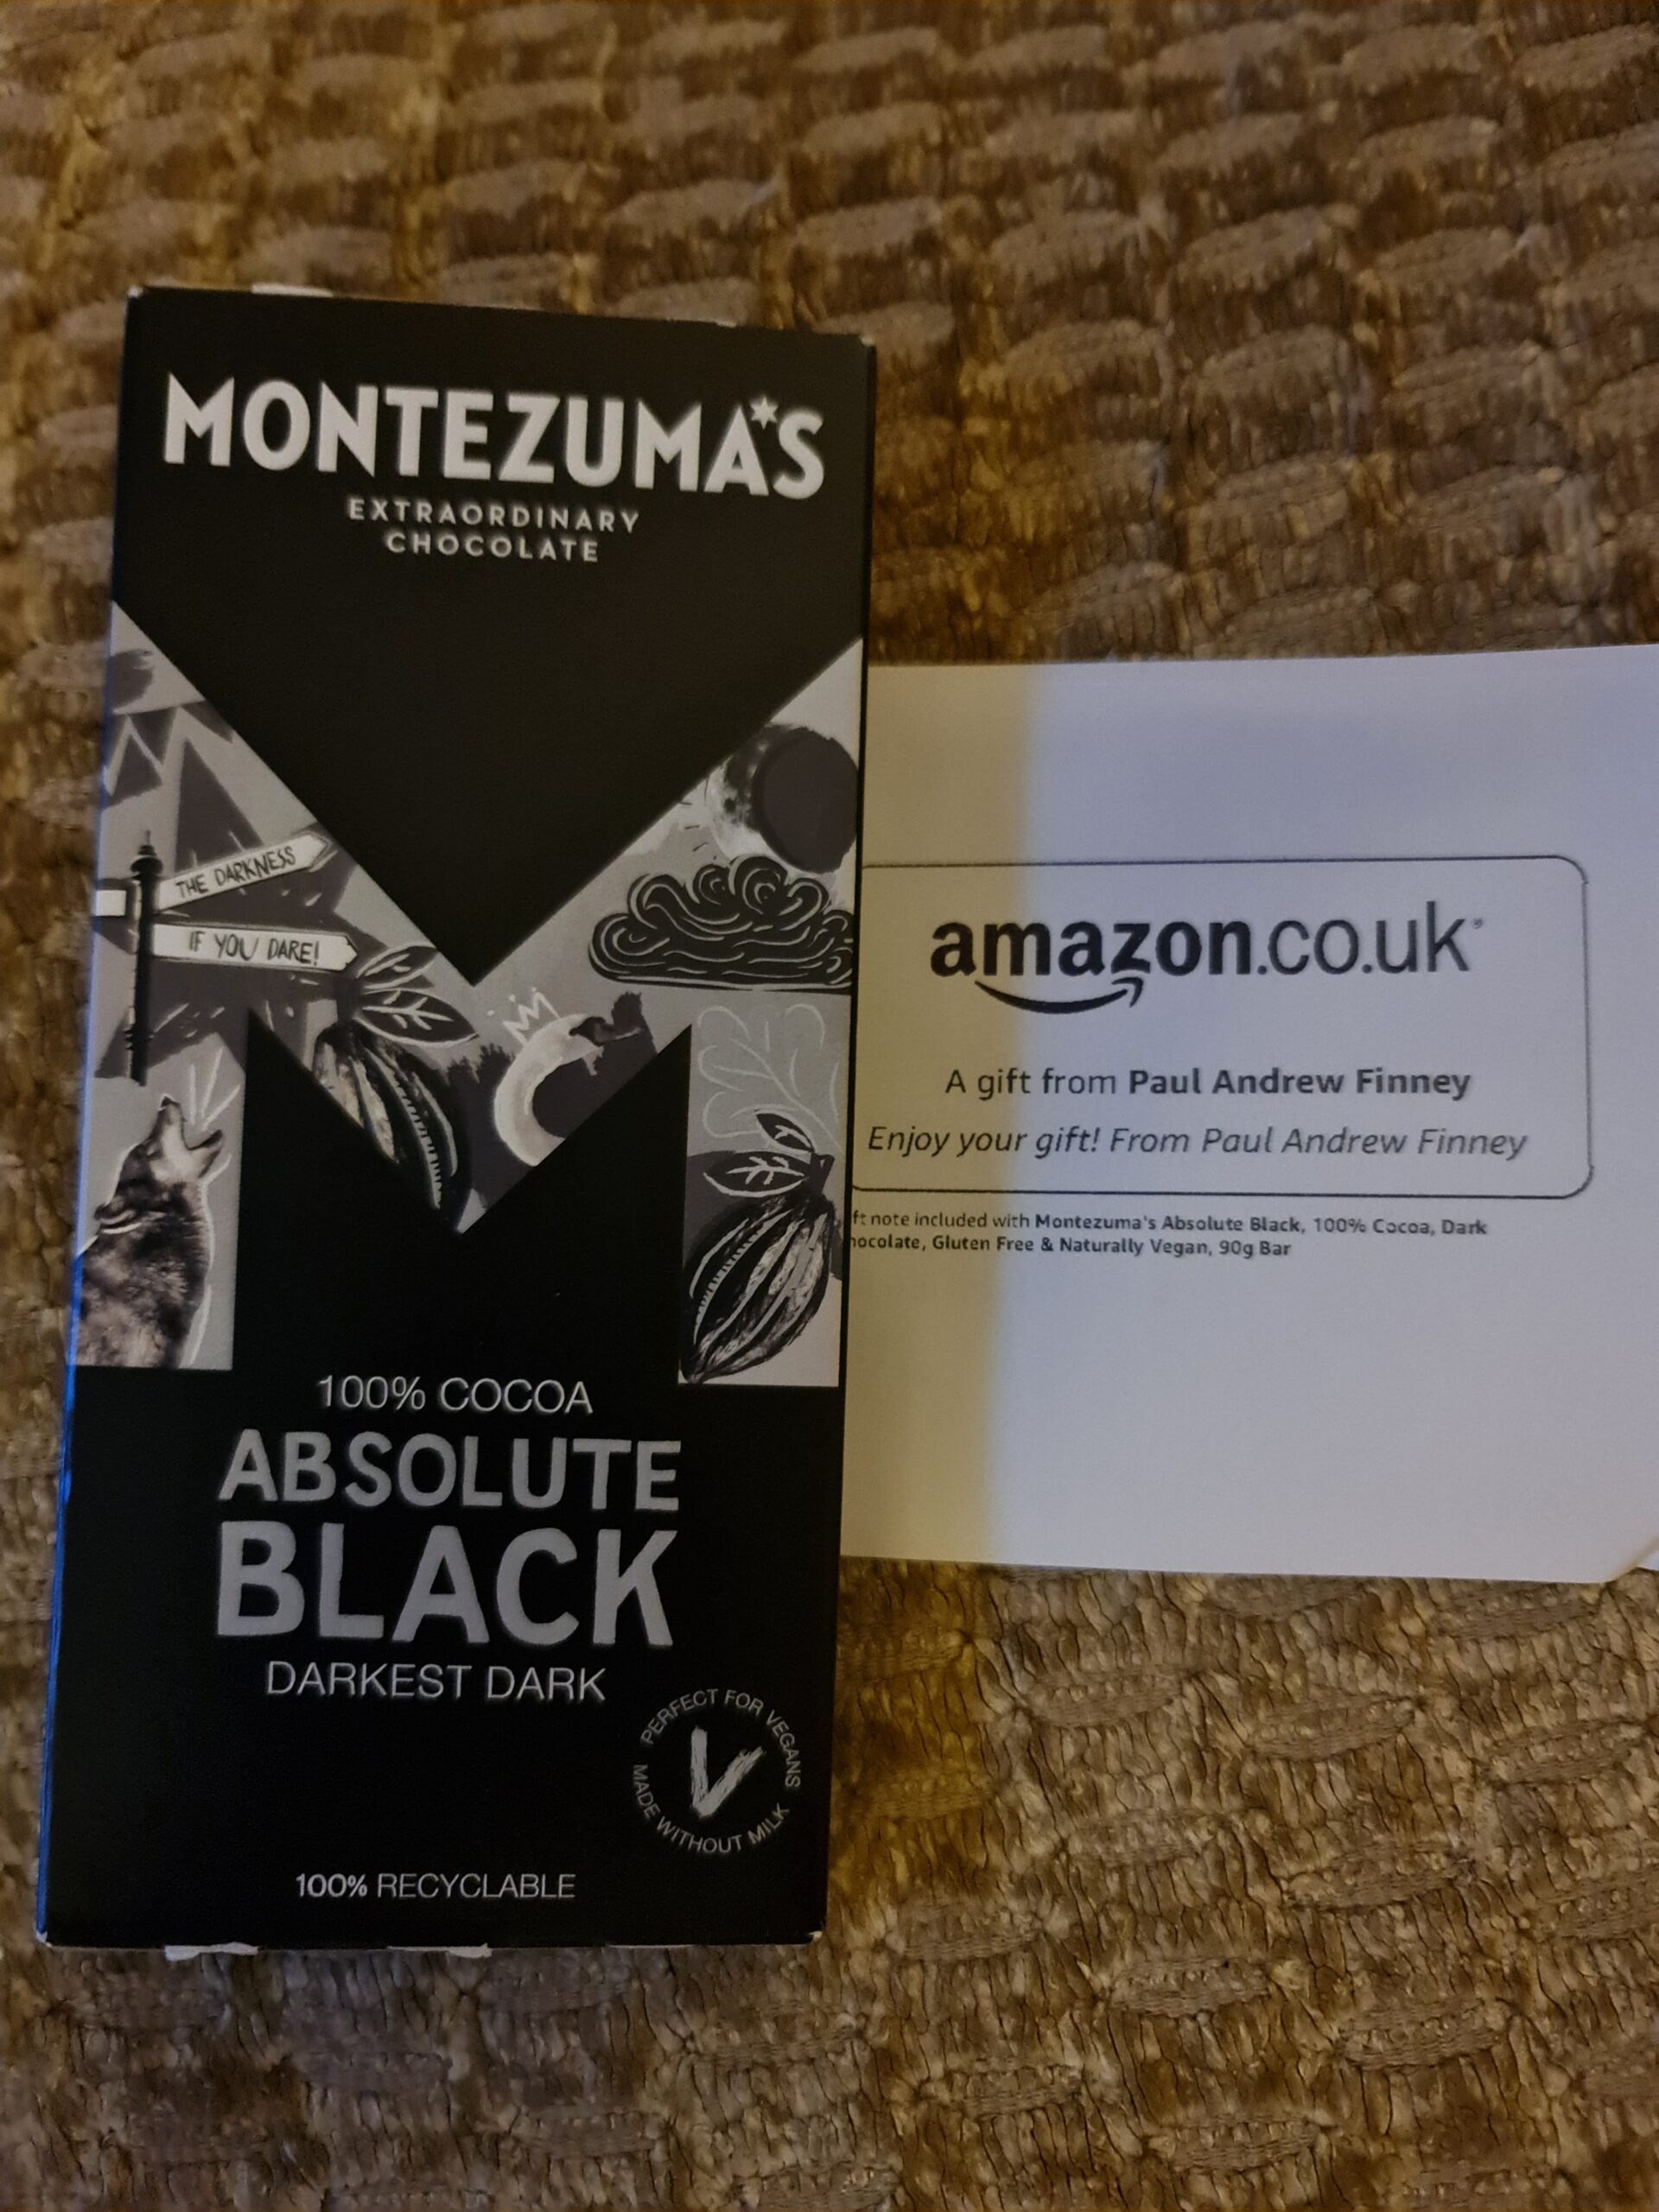 MONTEZUMA'S
EXTRAORDINARY
CHOCOLATE
THE DARKNESS
IF YOU DARE!
100% COCOA
ABSOLUTE
BLACK
DARKEST DARK
PERFECT FOR VEGANS
MADE WITHOUT MILK
V
100% RECYCLABLE
amazon.co.uk
A gift from Paul Andrew Finney
Enjoy your gift! From Paul Andrew Finney
ft note included with Montezuma's Absolute Black, 100% Cocoa, Dark
hocolate, Gluten Free & Naturally Vegan, 90g Bar